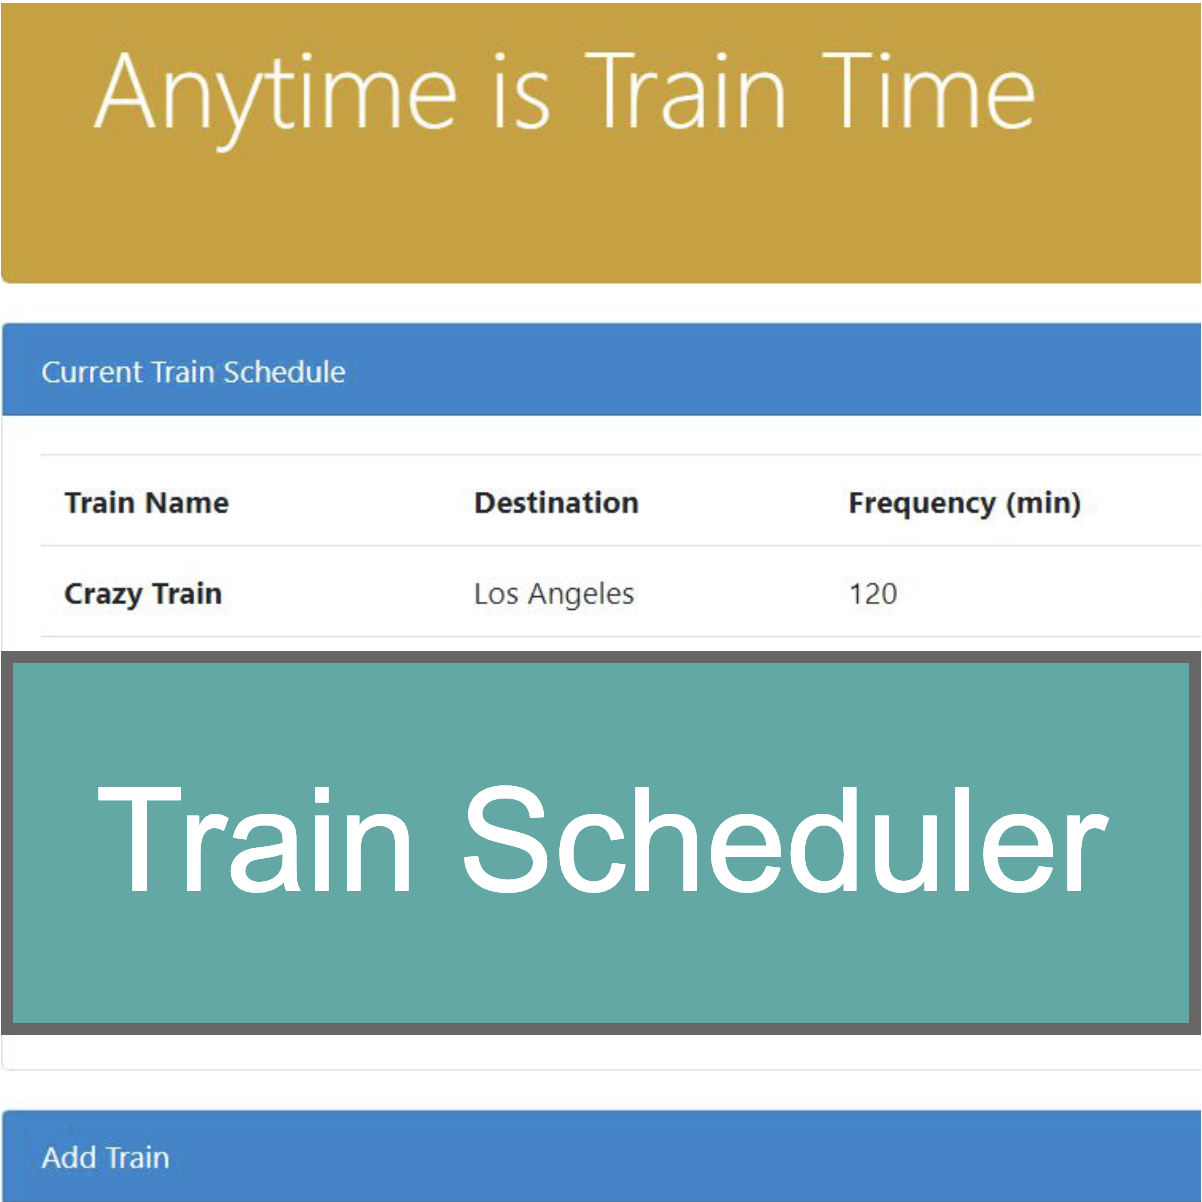 Anytime is Train Time
Current Train Schedule
Train Name Destination Frequency (min)
Crazy Train Los Angeles 120
Train Scheduler
Add Train